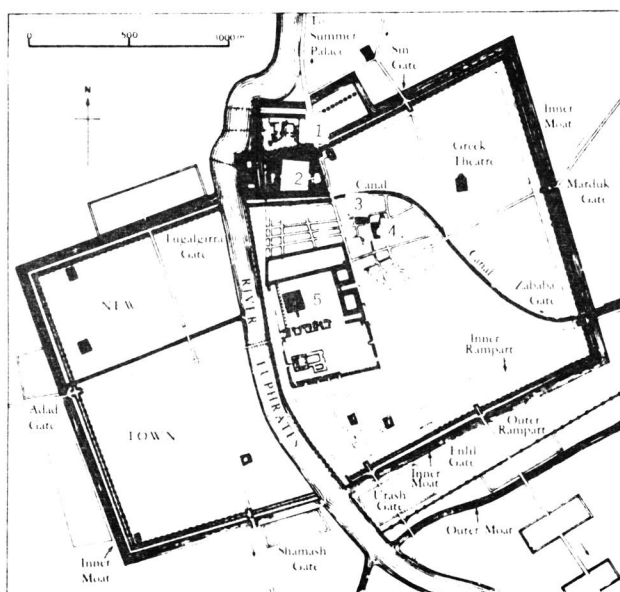 0 500 1000m
To
Summer
Palace
Sin
Gate
N
Inner
Moat
1
Greek
Theatre
2
Marduk
Gate
Canal
3
4
Lugalgirra
Gate
Canal
Zababa
Gate
NEW
RIVER EUPHRATES
5
Inner
Rampart
Adad
Gate
TOWN
Outer
Rampart
Enlil
Gate
Inner
Moat
Urash
Gate
Outer Moat
Inner
Moat
Shamash
Gate